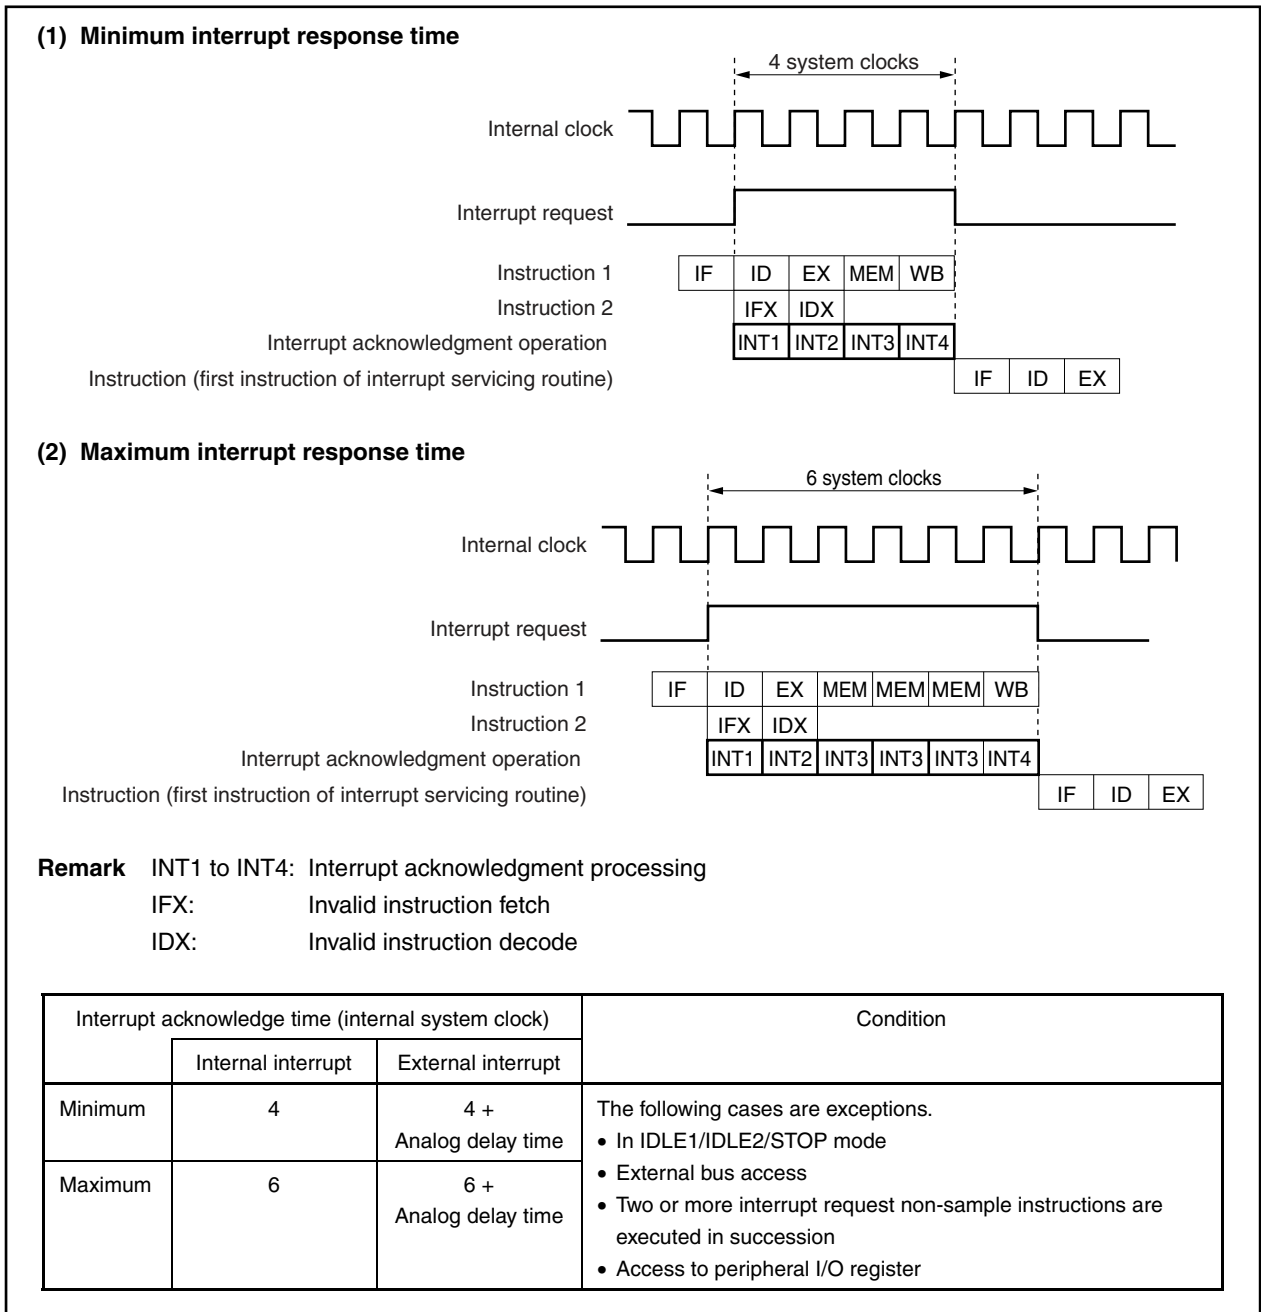 (1) Minimum interrupt response time
4 system clocks
Internal clock
Interrupt request
Instruction 1 IF ID EX MEM WB
Instruction 2 IFX IDX
Interrupt acknowledgment operation INT1 INT2 INT3 INT4
Instruction (first instruction of interrupt servicing routine) IF ID EX
(2) Maximum interrupt response time
6 system clocks
Internal clock
Interrupt request
Instruction 1 IF ID EX MEM MEM MEM WB
Instruction 2 IFX IDX
Interrupt acknowledgment operation INT1 INT2 INT3 INT3 INT3 INT4
Instruction (first instruction of interrupt servicing routine) IF ID EX
Remark INT1 to INT4: Interrupt acknowledgment processing
IFX: Invalid instruction fetch
IDX: Invalid instruction decode
Interrupt acknowledge time (internal system clock) Condition
Internal interrupt External interrupt
Minimum 4 4 +
Analog delay time
Maximum 6 6 +
Analog delay time
The following cases are exceptions.
• In IDLE1/IDLE2/STOP mode
• External bus access
• Two or more interrupt request non-sample instructions are
executed in succession
• Access to peripheral I/O register